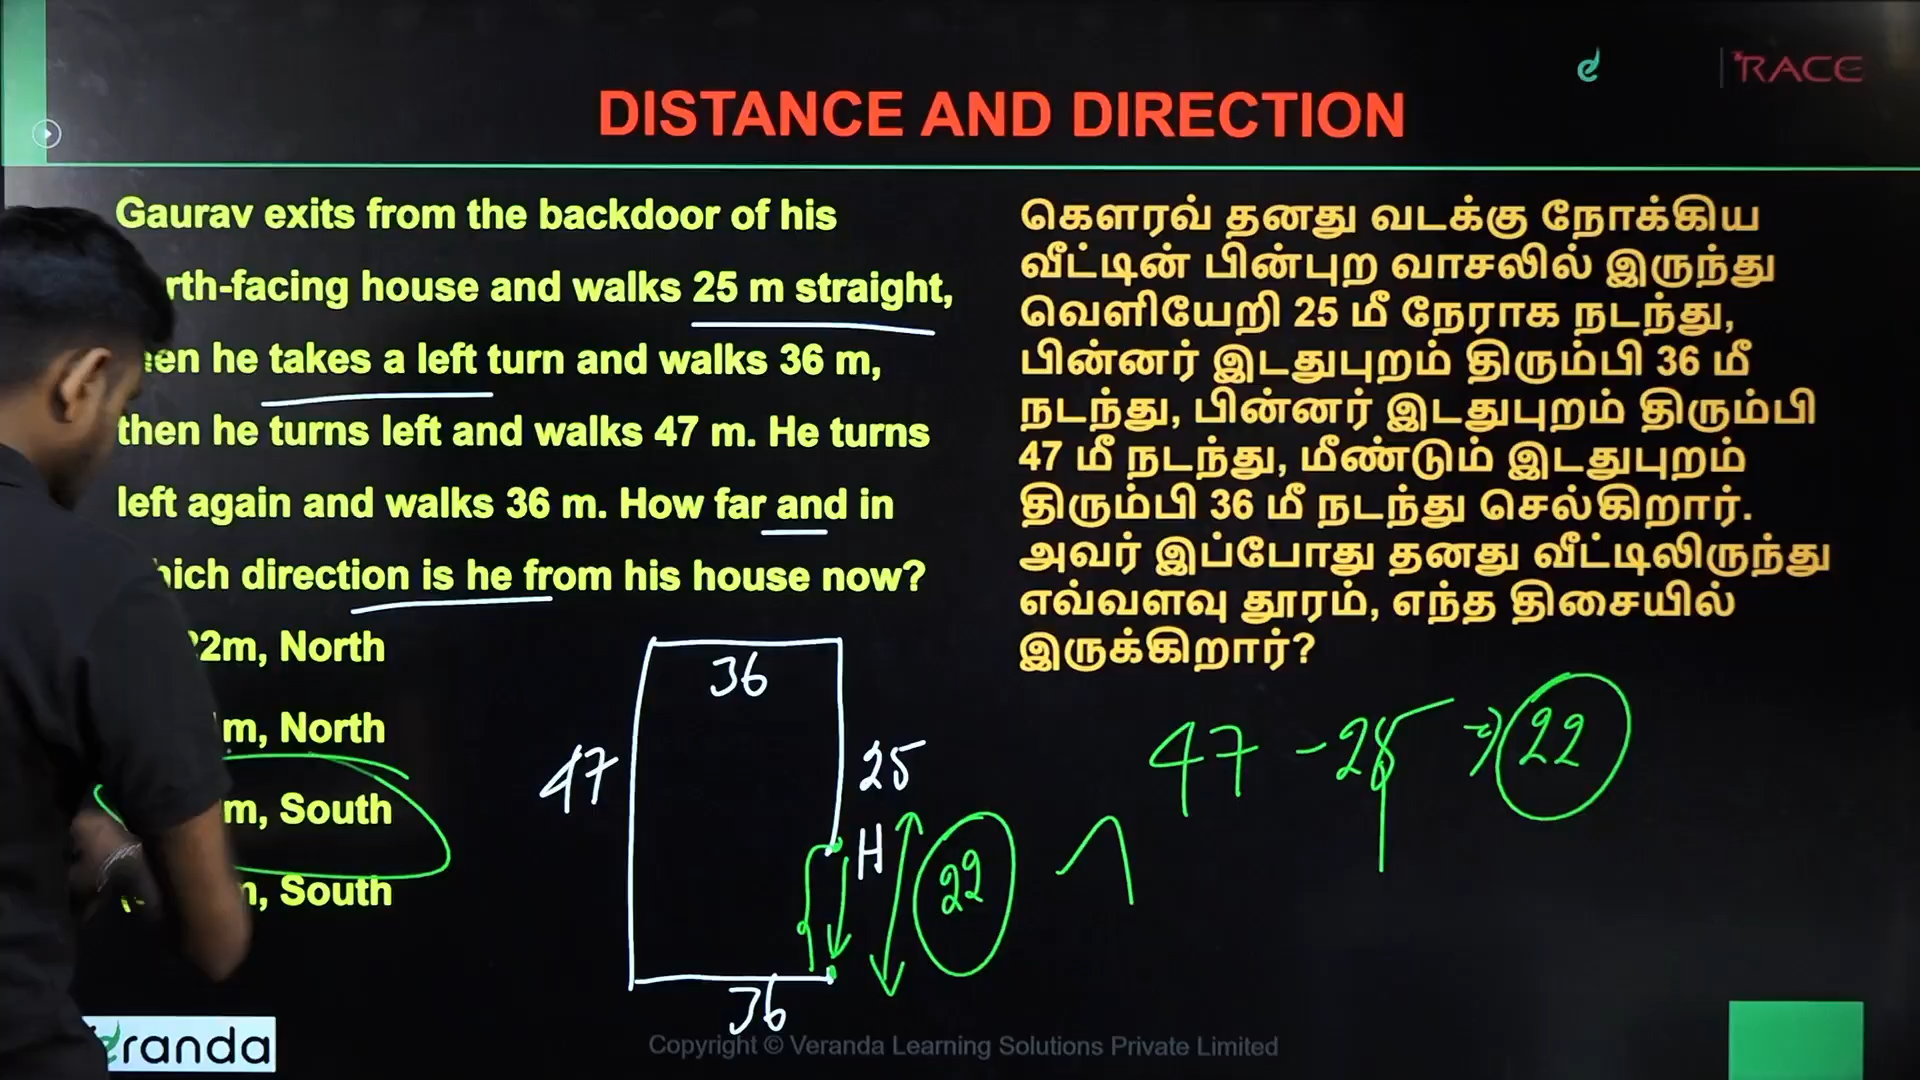 RACE
DISTANCE AND DIRECTION
Gaurav exits from the backdoor of his
rth-facing house and walks 25 m straight,
en he takes a left turn and walks 36 m,
then he turns left and walks 47 m. He turns
left again and walks 36 m. How far and in
hich direction is he from his house now?
22m, North
m, North
m, South
m, South
கௌரவ் தனது வடக்கு நோக்கிய
வீட்டின் பின்புற வாசலில் இருந்து
வெளியேறி 25 மீ நேராக நடந்து,
பின்னர் இடதுபுறம் திரும்பி 36 மீ
நடந்து, பின்னர் இடதுபுறம் திரும்பி
47 மீ நடந்து, மீண்டும் இடதுபுறம்
திரும்பி 36 மீ நடந்து செல்கிறார்.
அவர் இப்போது தனது வீட்டிலிருந்து
எவ்வளவு தூரம், எந்த திசையில்
இருக்கிறார்?
36
47
25
H
22
36
47 - 25 ⇒ 22
eranda
Copyright © Veranda Learning Solutions Private Limited